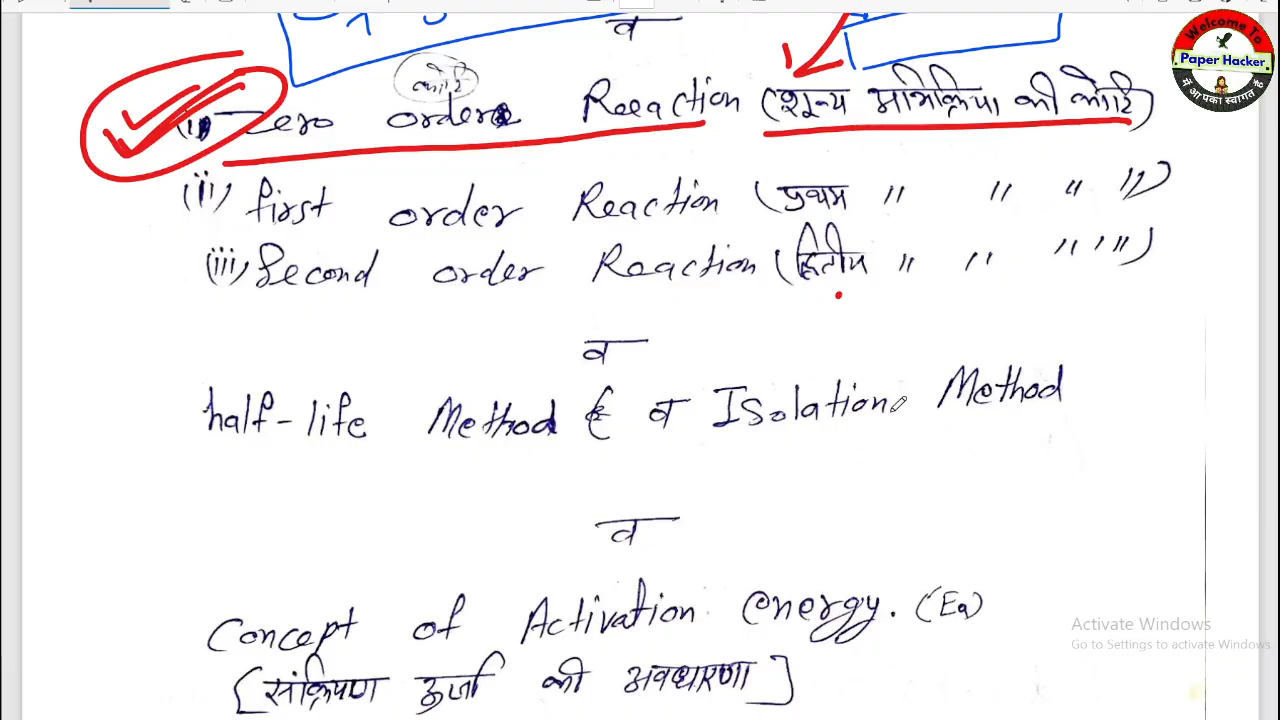 व
Welcome To
Paper Hacker
में आपका स्वागत है
कोटि
(i) Zero order Reaction (शून्य अभिक्रिया की कोटि)
(ii) first order Reaction (प्रथम " " " ")
(iii) Second order Reaction (द्वितीय " " " ' ")
व
half-life Method व Isolation Method
व
Concept of Activation energy. (Ea)
[संक्रियण ऊर्जा की अवधारणा]
Activate Windows
Go to Settings to activate Windows.